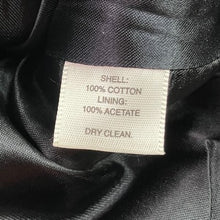 SHELL:
100% COTTON
LINING:
100% ACETATE
DRY CLEAN.